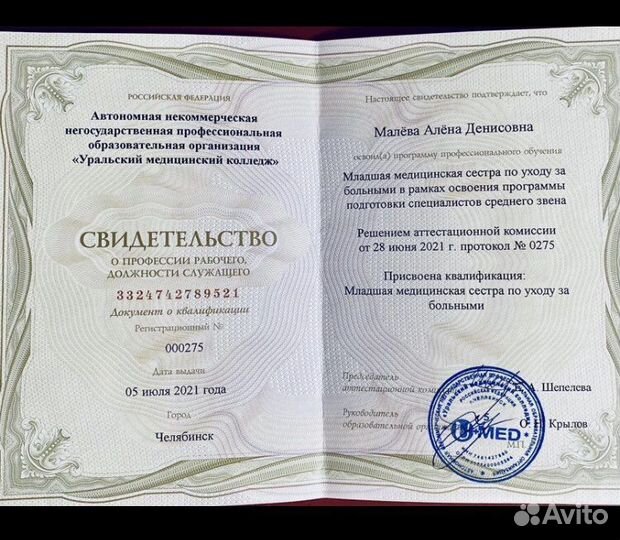 РОССИЙСКАЯ ФЕДЕРАЦИЯ
Автономная некоммерческая
негосударственная профессиональная
образовательная организация
«Уральский медицинский колледж»
СВИДЕТЕЛЬСТВО
О ПРОФЕССИИ РАБОЧЕГО,
ДОЛЖНОСТИ СЛУЖАЩЕГО
3324742789521
Документ о квалификации
Регистрационный №
000275
Дата выдачи
05 июля 2021 года
Город
Челябинск
Настоящее свидетельство подтверждает, что
Малёва Алёна Денисовна
освоил(а) программу профессионального обучения
Младшая медицинская сестра по уходу за
больными в рамках освоения программы
подготовки специалистов среднего звена
Решением аттестационной комиссии
от 28 июня 2021 г. протокол № 0275
Присвоена квалификация:
Младшая медицинская сестра по уходу за
больными
Председатель
аттестационной
А. Шепелева
Руководитель
образовательной
Крылов
М.П.
U-MED
Avito